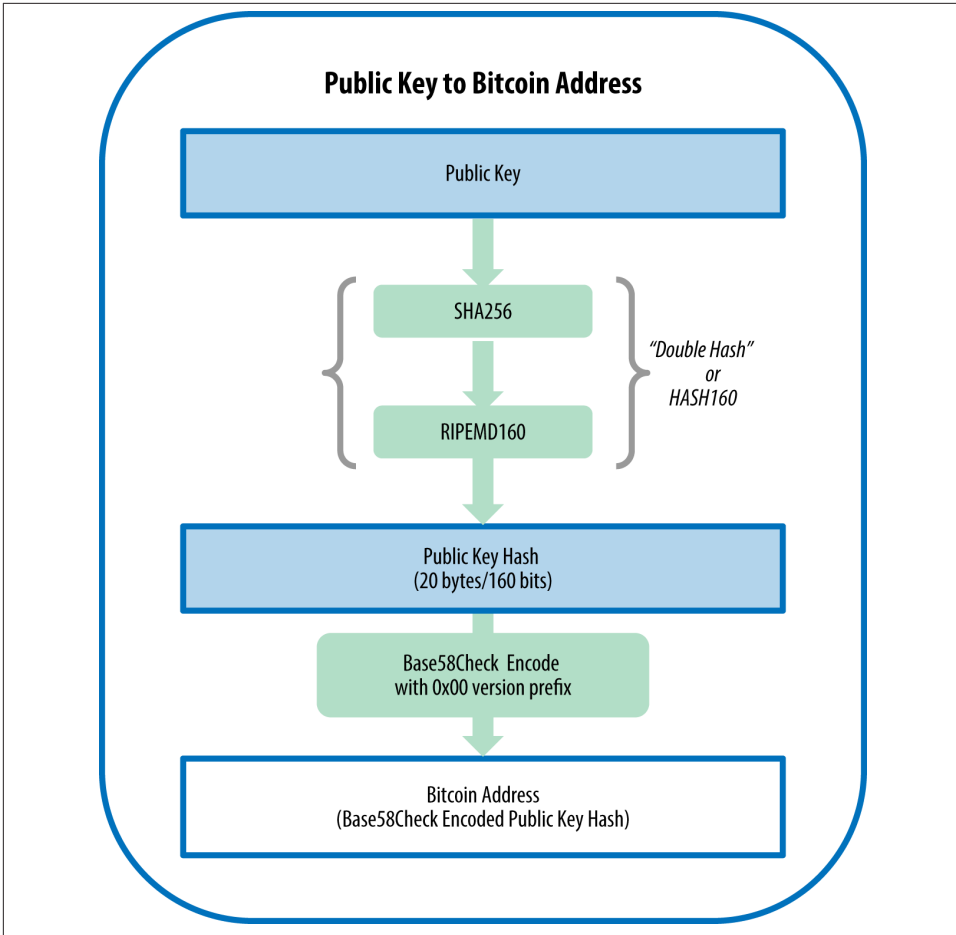 Public Key to Bitcoin Address
Public Key
SHA256
“Double Hash”
or
HASH160
RIPEMD160
Public Key Hash
(20 bytes/160 bits)
Base58Check Encode
with 0x00 version prefix
Bitcoin Address
(Base58Check Encoded Public Key Hash)